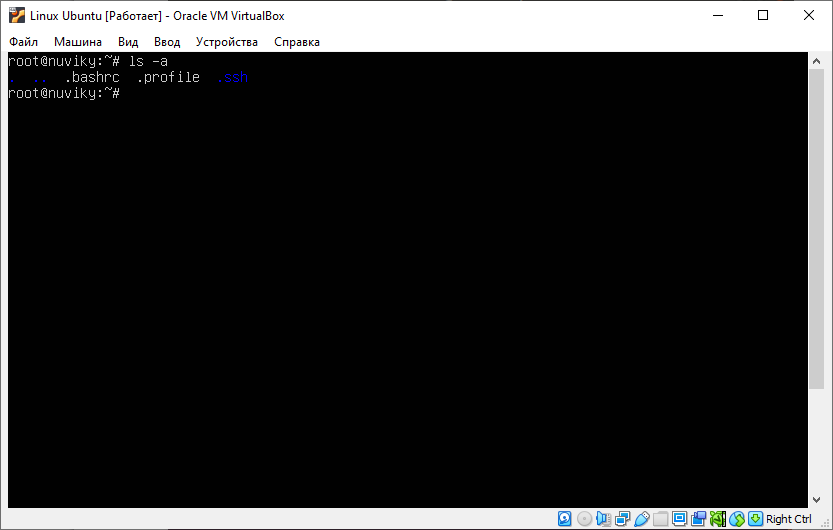 Linux Ubuntu [Работает] - Oracle VM VirtualBox
Файл Машина Вид Ввод Устройства Справка
root@nuviky:~# ls -a
. .. .bashrc .profile .ssh
root@nuviky:~#
Right Ctrl